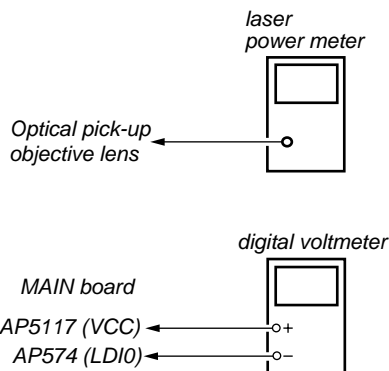 laser
power meter
Optical pick-up
objective lens
digital voltmeter
MAIN board
AP5117 (VCC)
+
AP574 (LDI0)
–